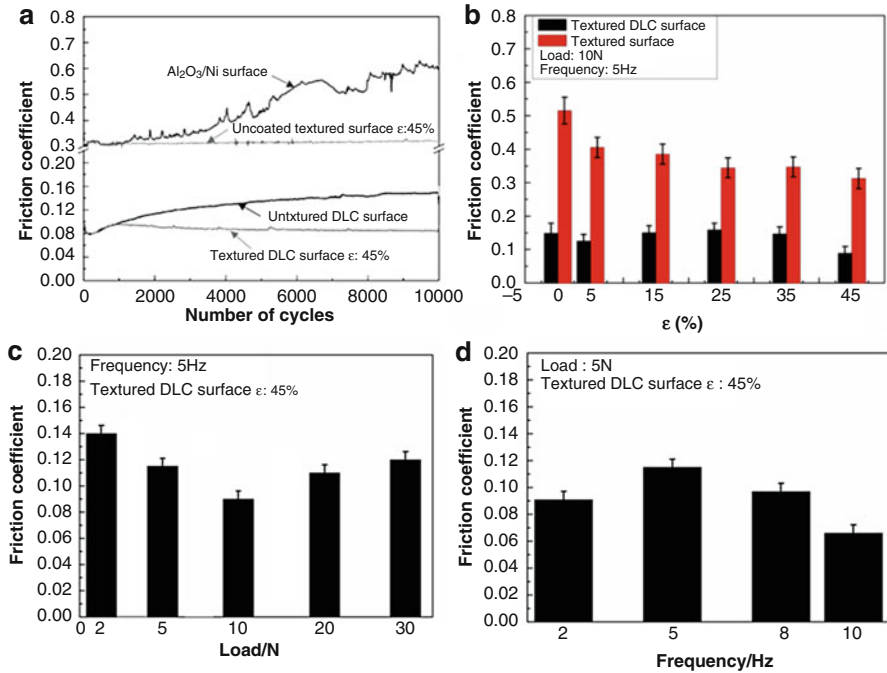 a
0.8
0.7
0.6
0.5
0.4
0.3
0.20
0.16
0.12
0.08
0.04
0.00
Friction coefficient
Al₂O₃/Ni surface
Uncoated textured surface ε:45%
Untxtured DLC surface
Textured DLC surface ε: 45%
0 2000 4000 6000 8000 10000
Number of cycles
b
0.8
0.7
0.6
0.5
0.4
0.3
0.2
0.1
0.0
Friction coefficient
Textured DLC surface
Textured surface
Load: 10N
Frequency: 5Hz
−5 0 5 15 25 35 45
ε (%)
c
0.20
0.18
0.16
0.14
0.12
0.10
0.08
0.06
0.04
0.02
0.00
Friction coefficient
Frequency: 5Hz
Textured DLC surface ε: 45%
0 2 5 10 20 30
Load/N
d
0.20
0.18
0.16
0.14
0.12
0.10
0.08
0.06
0.04
0.02
0.00
Friction coefficient
Load : 5N
Textured DLC surface ε : 45%
2 5 8 10
Frequency/Hz